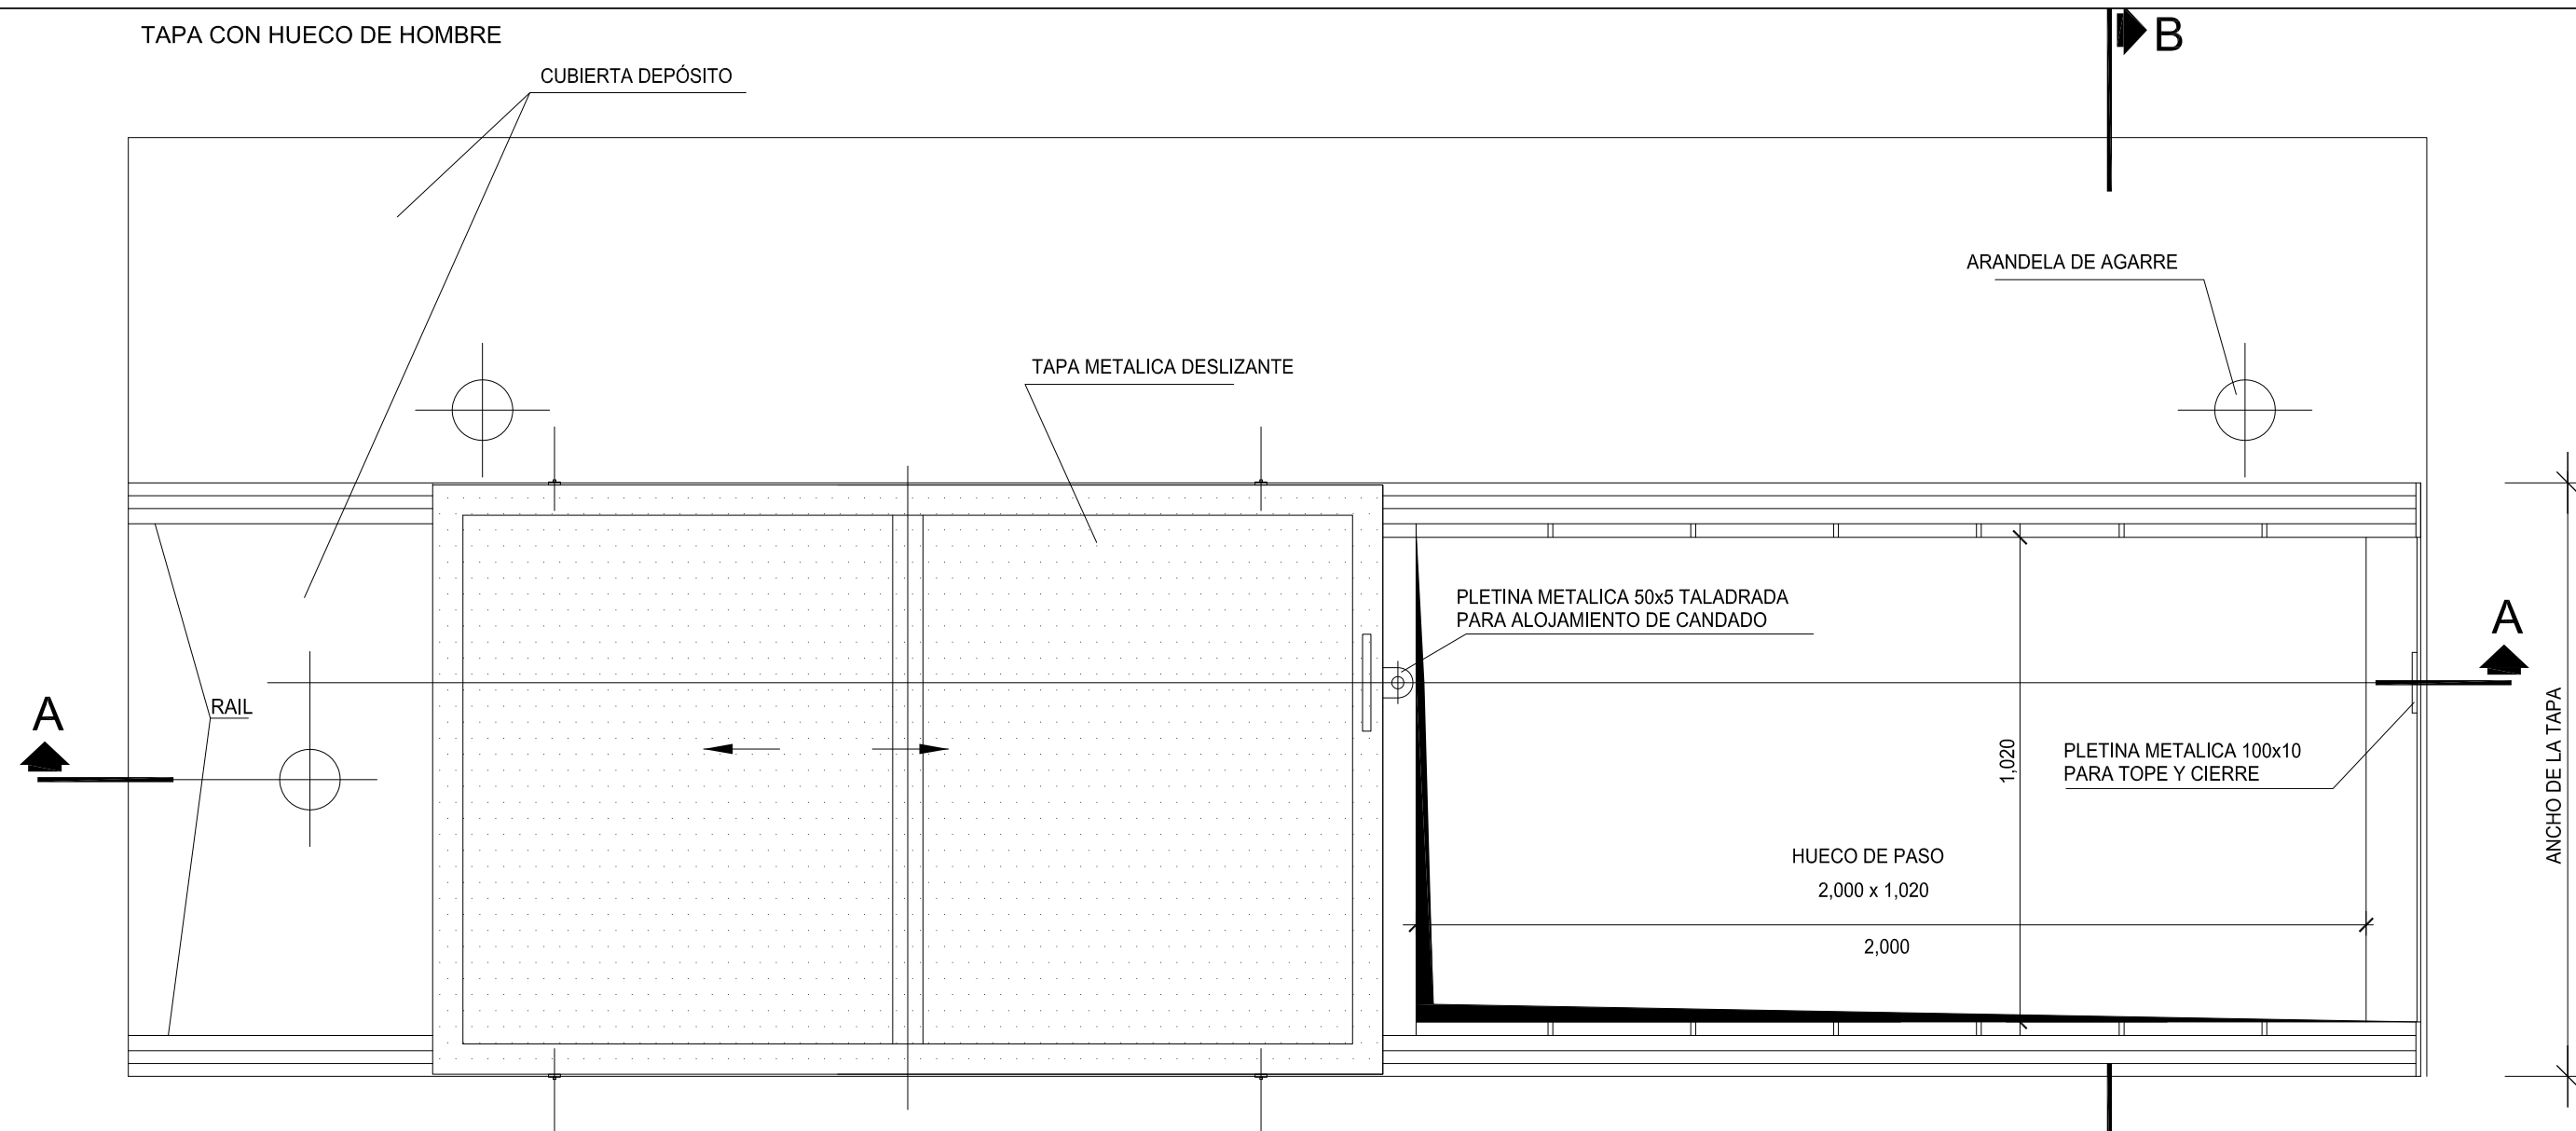 TAPA CON HUECO DE HOMBRE
B
CUBIERTA DEPÓSITO
ARANDELA DE AGARRE
TAPA METALICA DESLIZANTE
PLETINA METALICA 50x5 TALADRADA
PARA ALOJAMIENTO DE CANDADO
A
RAIL
A
1,020
PLETINA METALICA 100x10
PARA TOPE Y CIERRE
ANCHO DE LA TAPA
HUECO DE PASO
2,000 x 1,020
2,000